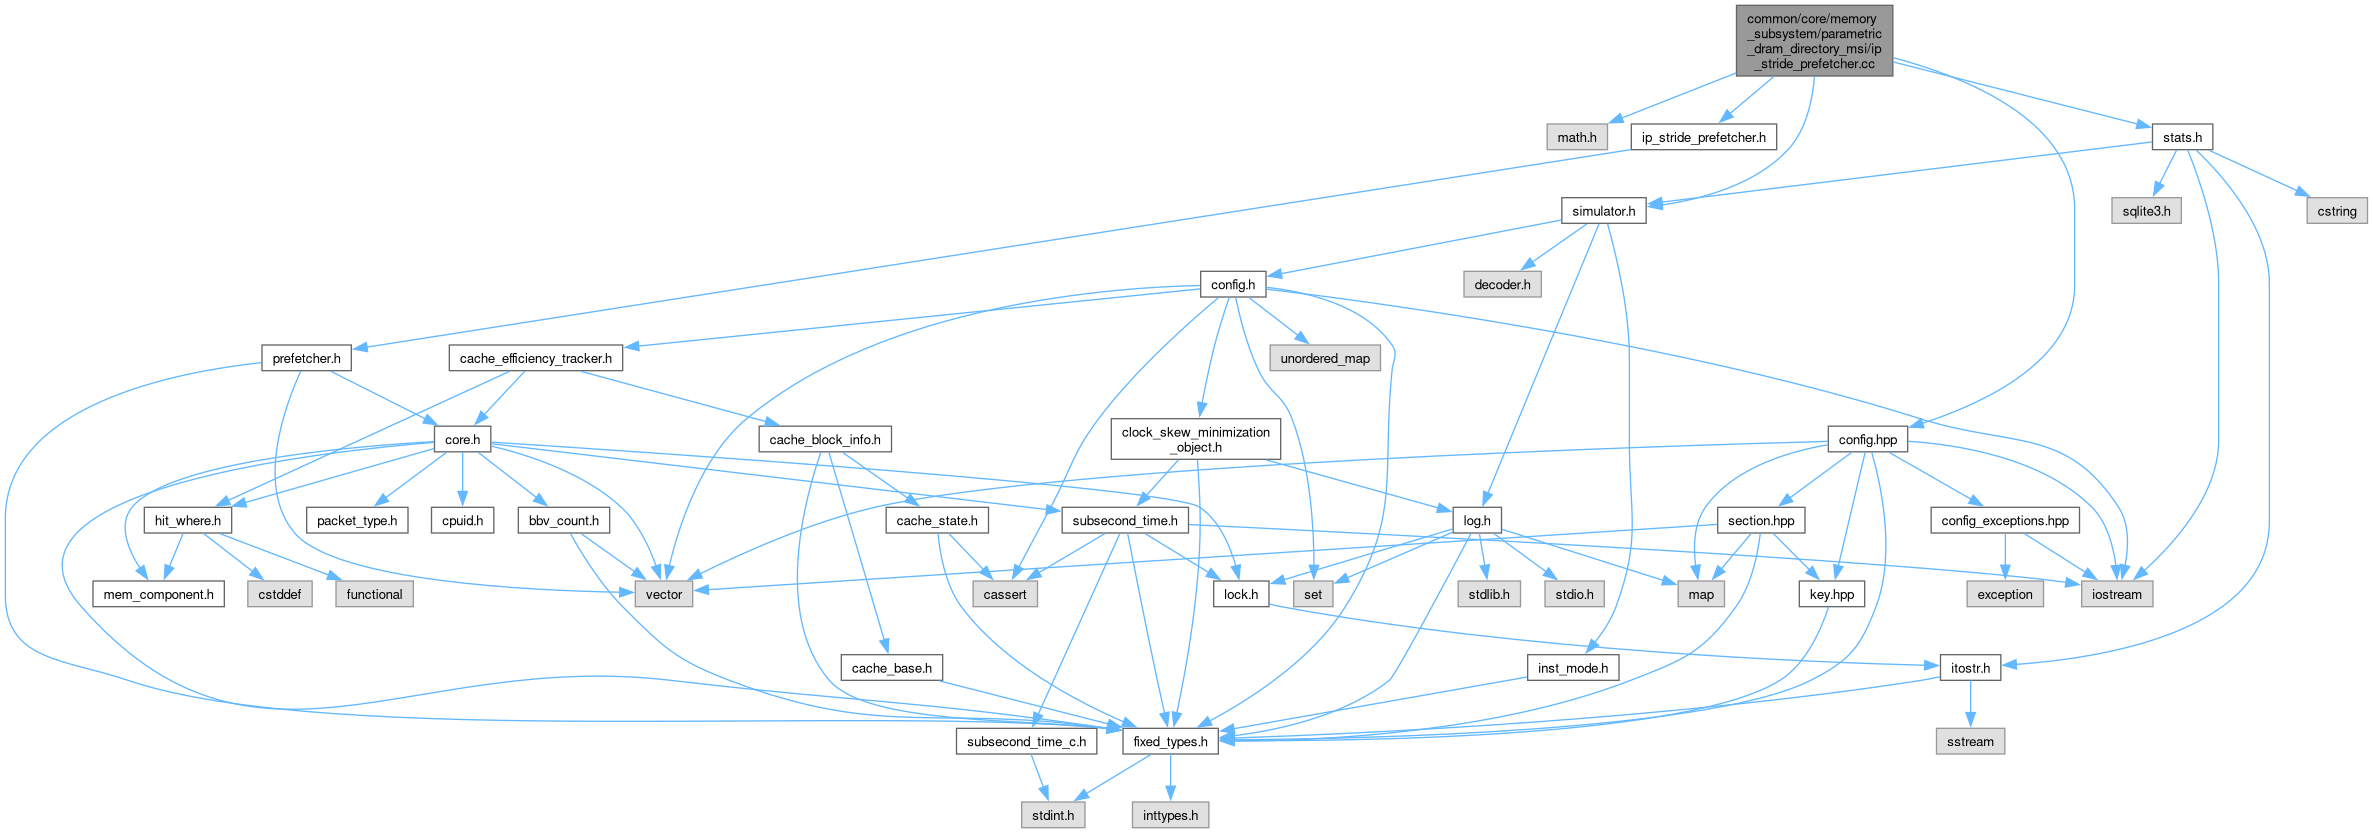 common/core/memory
_subsystem/parametric
_dram_directory_msi/ip
_stride_prefetcher.cc
math.h
ip_stride_prefetcher.h
stats.h
simulator.h
sqlite3.h
cstring
config.h
decoder.h
prefetcher.h
cache_efficiency_tracker.h
unordered_map
core.h
cache_block_info.h
clock_skew_minimization
_object.h
config.hpp
hit_where.h
packet_type.h
cpuid.h
bbv_count.h
cache_state.h
subsecond_time.h
log.h
section.hpp
config_exceptions.hpp
mem_component.h
cstddef
functional
vector
cassert
lock.h
set
stdlib.h
stdio.h
map
key.hpp
exception
iostream
cache_base.h
inst_mode.h
itostr.h
subsecond_time_c.h
fixed_types.h
sstream
stdint.h
inttypes.h